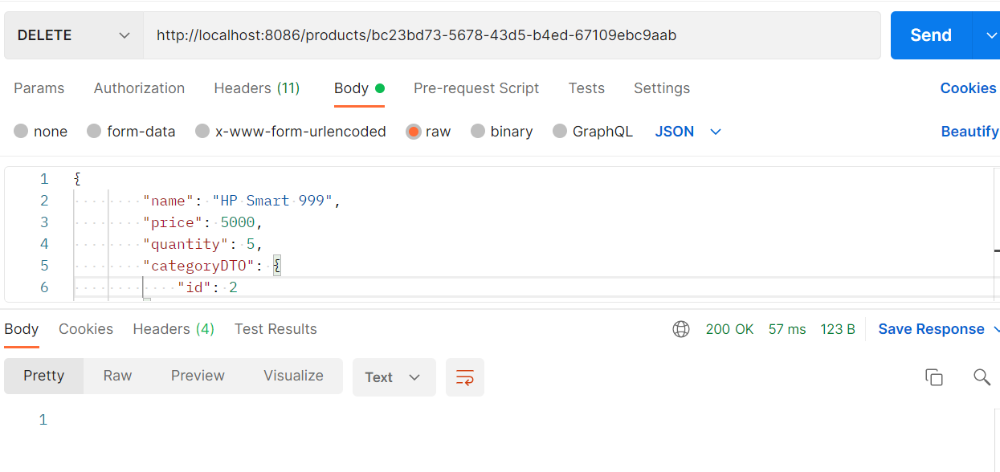 DELETE http://localhost:8086/products/bc23bd73-5678-43d5-b4ed-67109ebc9aab Send
Params Authorization Headers (11) Body Pre-request Script Tests Settings Cookies
none form-data x-www-form-urlencoded raw binary GraphQL JSON Beautify
1 {
2 "name": "HP Smart 999",
3 "price": 5000,
4 "quantity": 5,
5 "categoryDTO": {
6 "id": 2
Body Cookies Headers (4) Test Results 200 OK 57 ms 123 B Save Response
Pretty Raw Preview Visualize Text
1